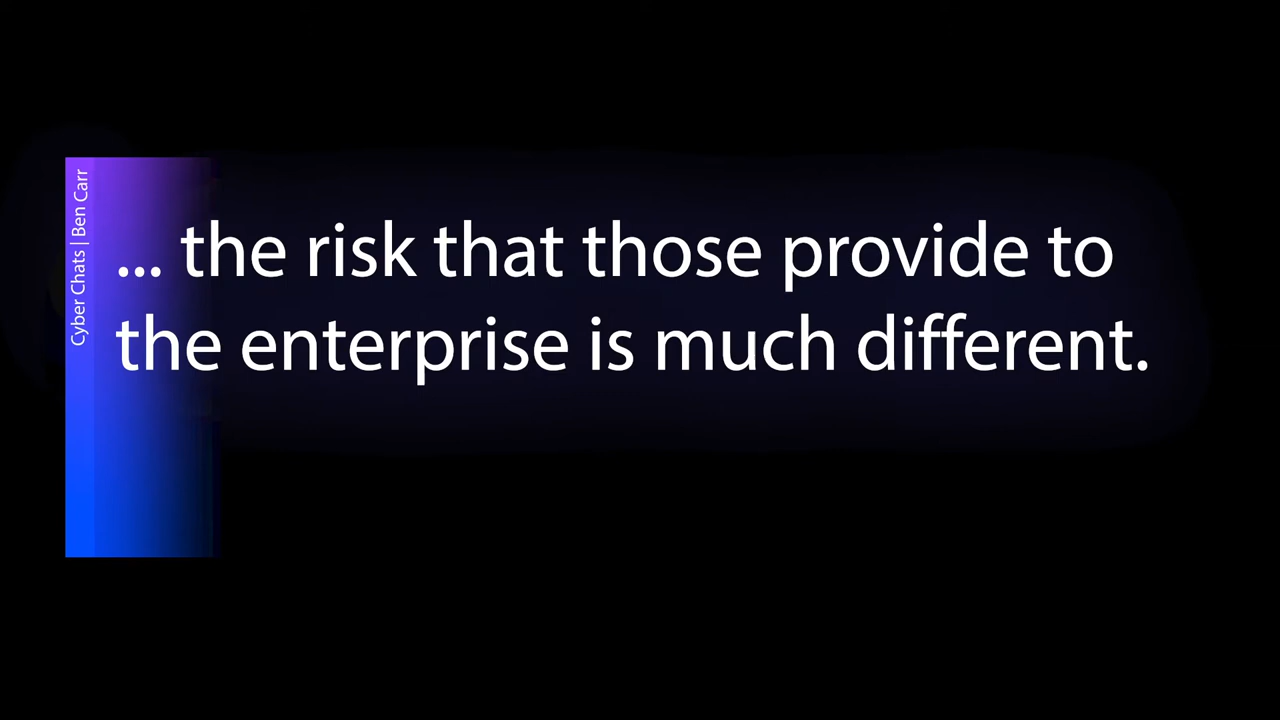 Cyber Chats | Ben Carr
... the risk that those provide to
the enterprise is much different.